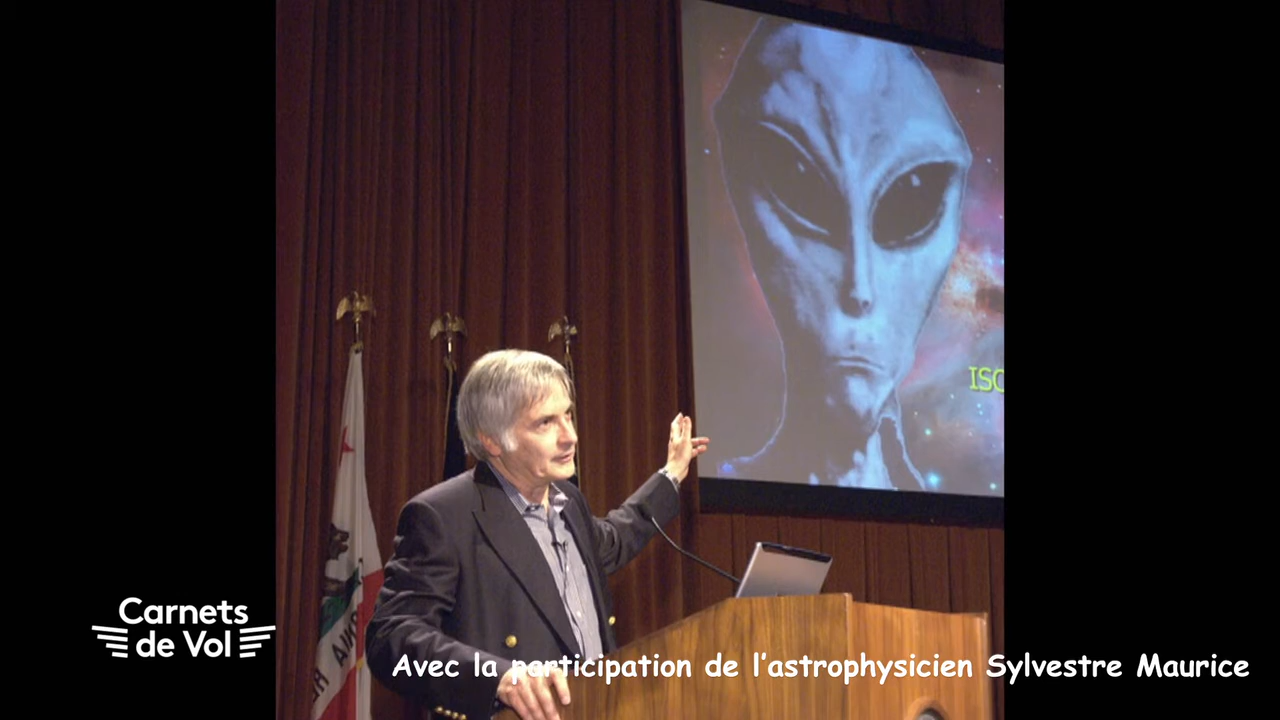 ISC
Carnets
de Vol
Avec la participation de l'astrophysicien Sylvestre Maurice